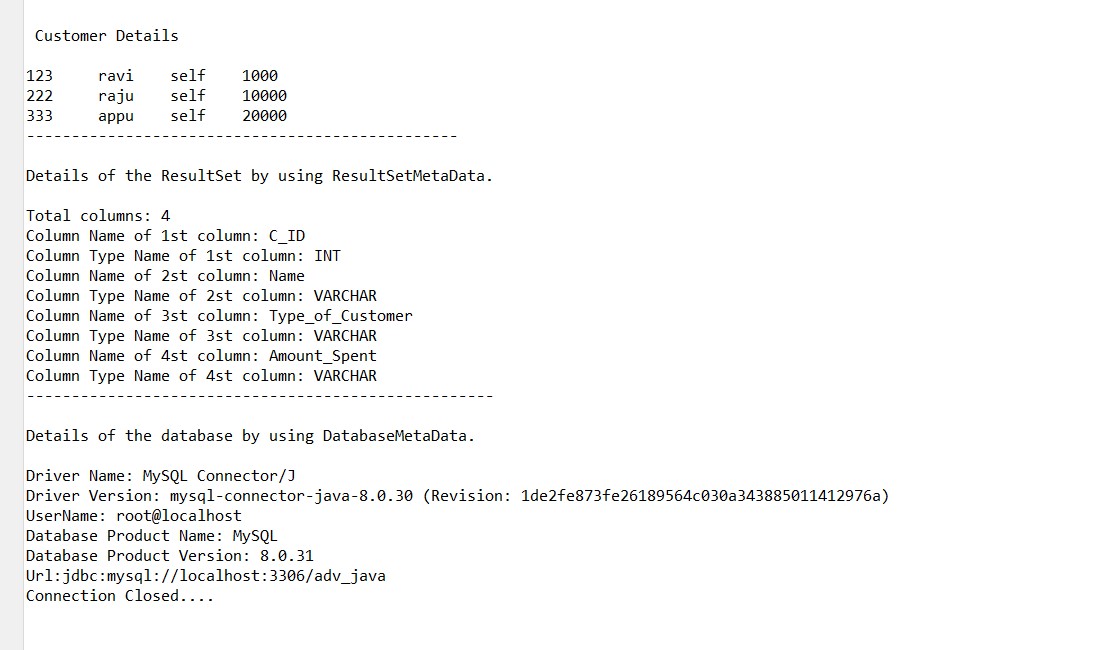 Customer Details
123 ravi self 1000
222 raju self 10000
333 appu self 20000
------------------------------------------------
Details of the ResultSet by using ResultSetMetaData.
Total columns: 4
Column Name of 1st column: C_ID
Column Type Name of 1st column: INT
Column Name of 2st column: Name
Column Type Name of 2st column: VARCHAR
Column Name of 3st column: Type_of_Customer
Column Type Name of 3st column: VARCHAR
Column Name of 4st column: Amount_Spent
Column Type Name of 4st column: VARCHAR
----------------------------------------------------
Details of the database by using DatabaseMetaData.
Driver Name: MySQL Connector/J
Driver Version: mysql-connector-java-8.0.30 (Revision: 1de2fe873fe26189564c030a343885011412976a)
UserName: root@localhost
Database Product Name: MySQL
Database Product Version: 8.0.31
Url:jdbc:mysql://localhost:3306/adv_java
Connection Closed....